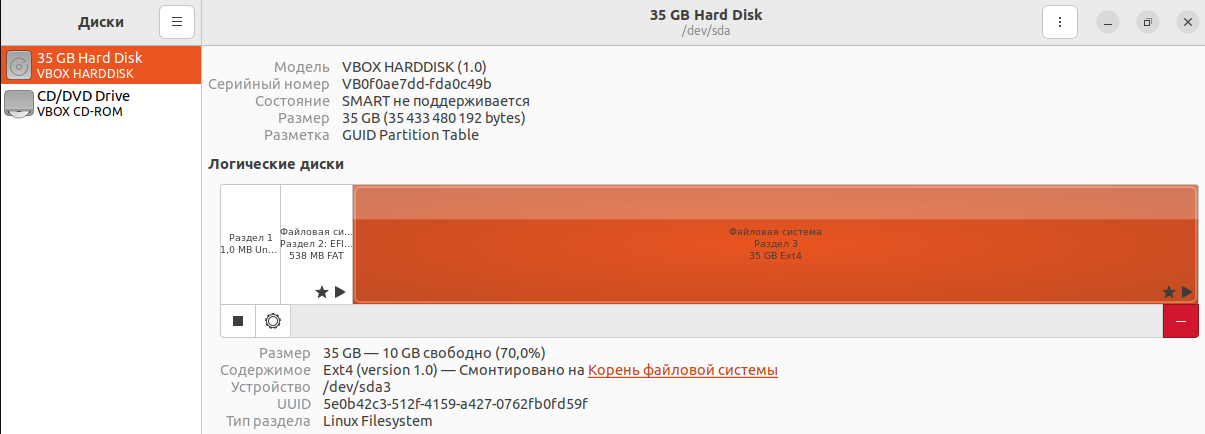 Диски
35 GB Hard Disk
/dev/sda
35 GB Hard Disk
VBOX HARDDISK
CD/DVD Drive
VBOX CD-ROM
Модель VBOX HARDDISK (1.0)
Серийный номер VB0f0ae7dd-fda0c49b
Состояние SMART не поддерживается
Размер 35 GB (35 433 480 192 bytes)
Разметка GUID Partition Table
Логические диски
Раздел 1
1,0 MB Un…
Файловая си…
Раздел 2: EFI…
538 MB FAT
Файловая система
Раздел 3
35 GB Ext4
Размер 35 GB — 10 GB свободно (70,0%)
Содержимое Ext4 (version 1.0) — Смонтировано на Корень файловой системы
Устройство /dev/sda3
UUID 5e0b42c3-512f-4159-a427-0762fb0fd59f
Тип раздела Linux Filesystem